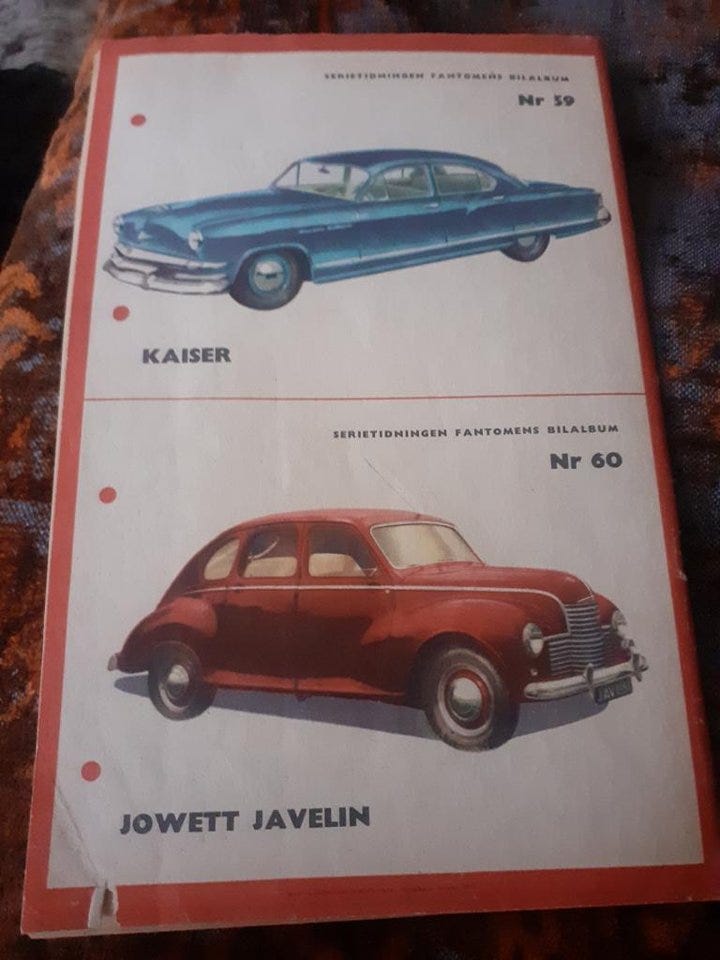 SERIETIDNINGEN FANTOMENS BILALBUM
Nr 59
KAISER
SERIETIDNINGEN FANTOMENS BILALBUM
Nr 60
JOWETT JAVELIN